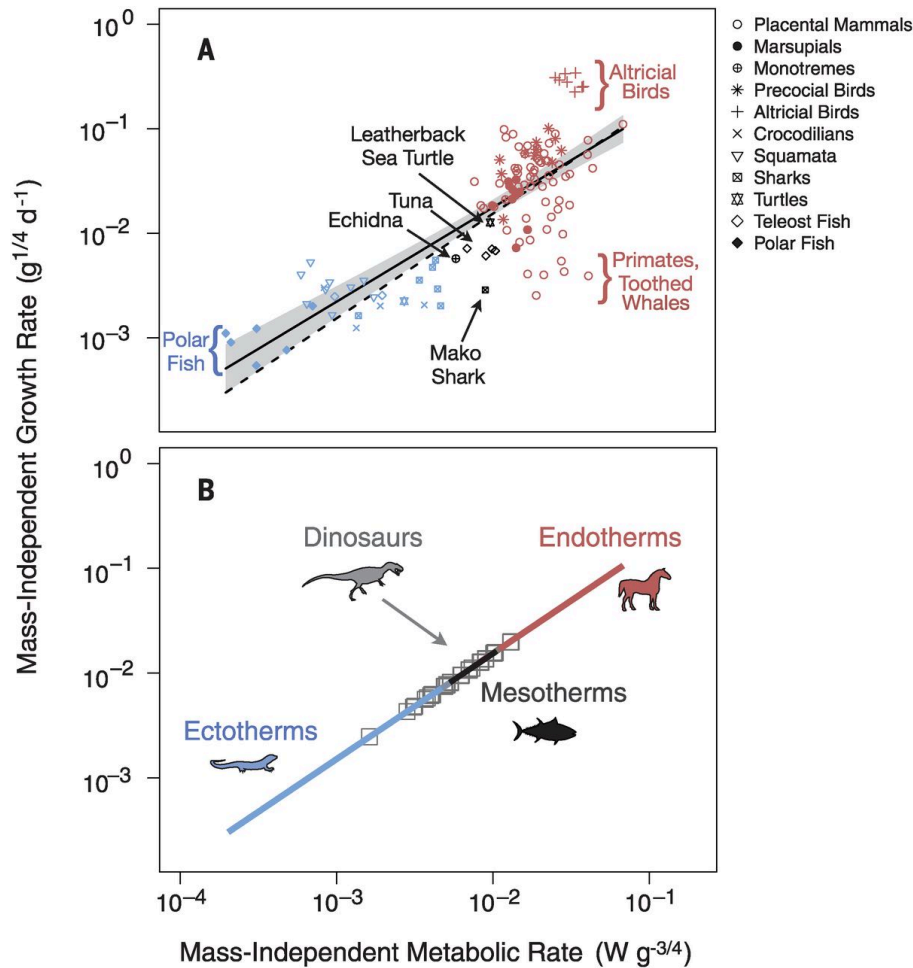 Mass-Independent Growth Rate (g^1/4 d^-1)
A
10^0
10^-1
10^-2
10^-3
Altricial
Birds
Leatherback
Sea Turtle
Tuna
Echidna
Primates,
Toothed
Whales
Polar
Fish
Mako
Shark
Placental Mammals
Marsupials
Monotremes
Precocial Birds
Altricial Birds
Crocodilians
Squamata
Sharks
Turtles
Teleost Fish
Polar Fish
B
10^0
10^-1
10^-2
10^-3
Dinosaurs
Endotherms
Mesotherms
Ectotherms
10^-4 10^-3 10^-2 10^-1
Mass-Independent Metabolic Rate (W g^-3/4)